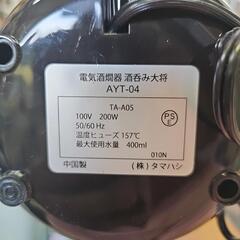 電気酒燗器 酒呑み大将
AYT-04
TA-A05
100V 200W
50/60 Hz
温度ヒューズ 157℃
最大使用水量 400ml
010N
中国製 (株) タマハシ
PS
E